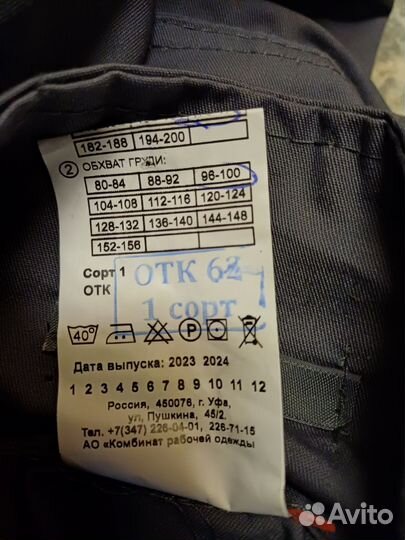 182-188 194-200
2 ОБХВАТ ГРУДИ:
80-84 88-92 96-100
104-108 112-116 120-124
128-132 136-140 144-148
152-156
Сорт 1
ОТК
ОТК 62
1 сорт
40° P
Дата выпуска: 2023 2024
1 2 3 4 5 6 7 8 9 10 11 12
Россия, 450076, г. Уфа,
ул. Пушкина, 45/2.
Тел. +7(347) 226-04-01, 226-71-15
АО «Комбинат рабочей одежды
Avito